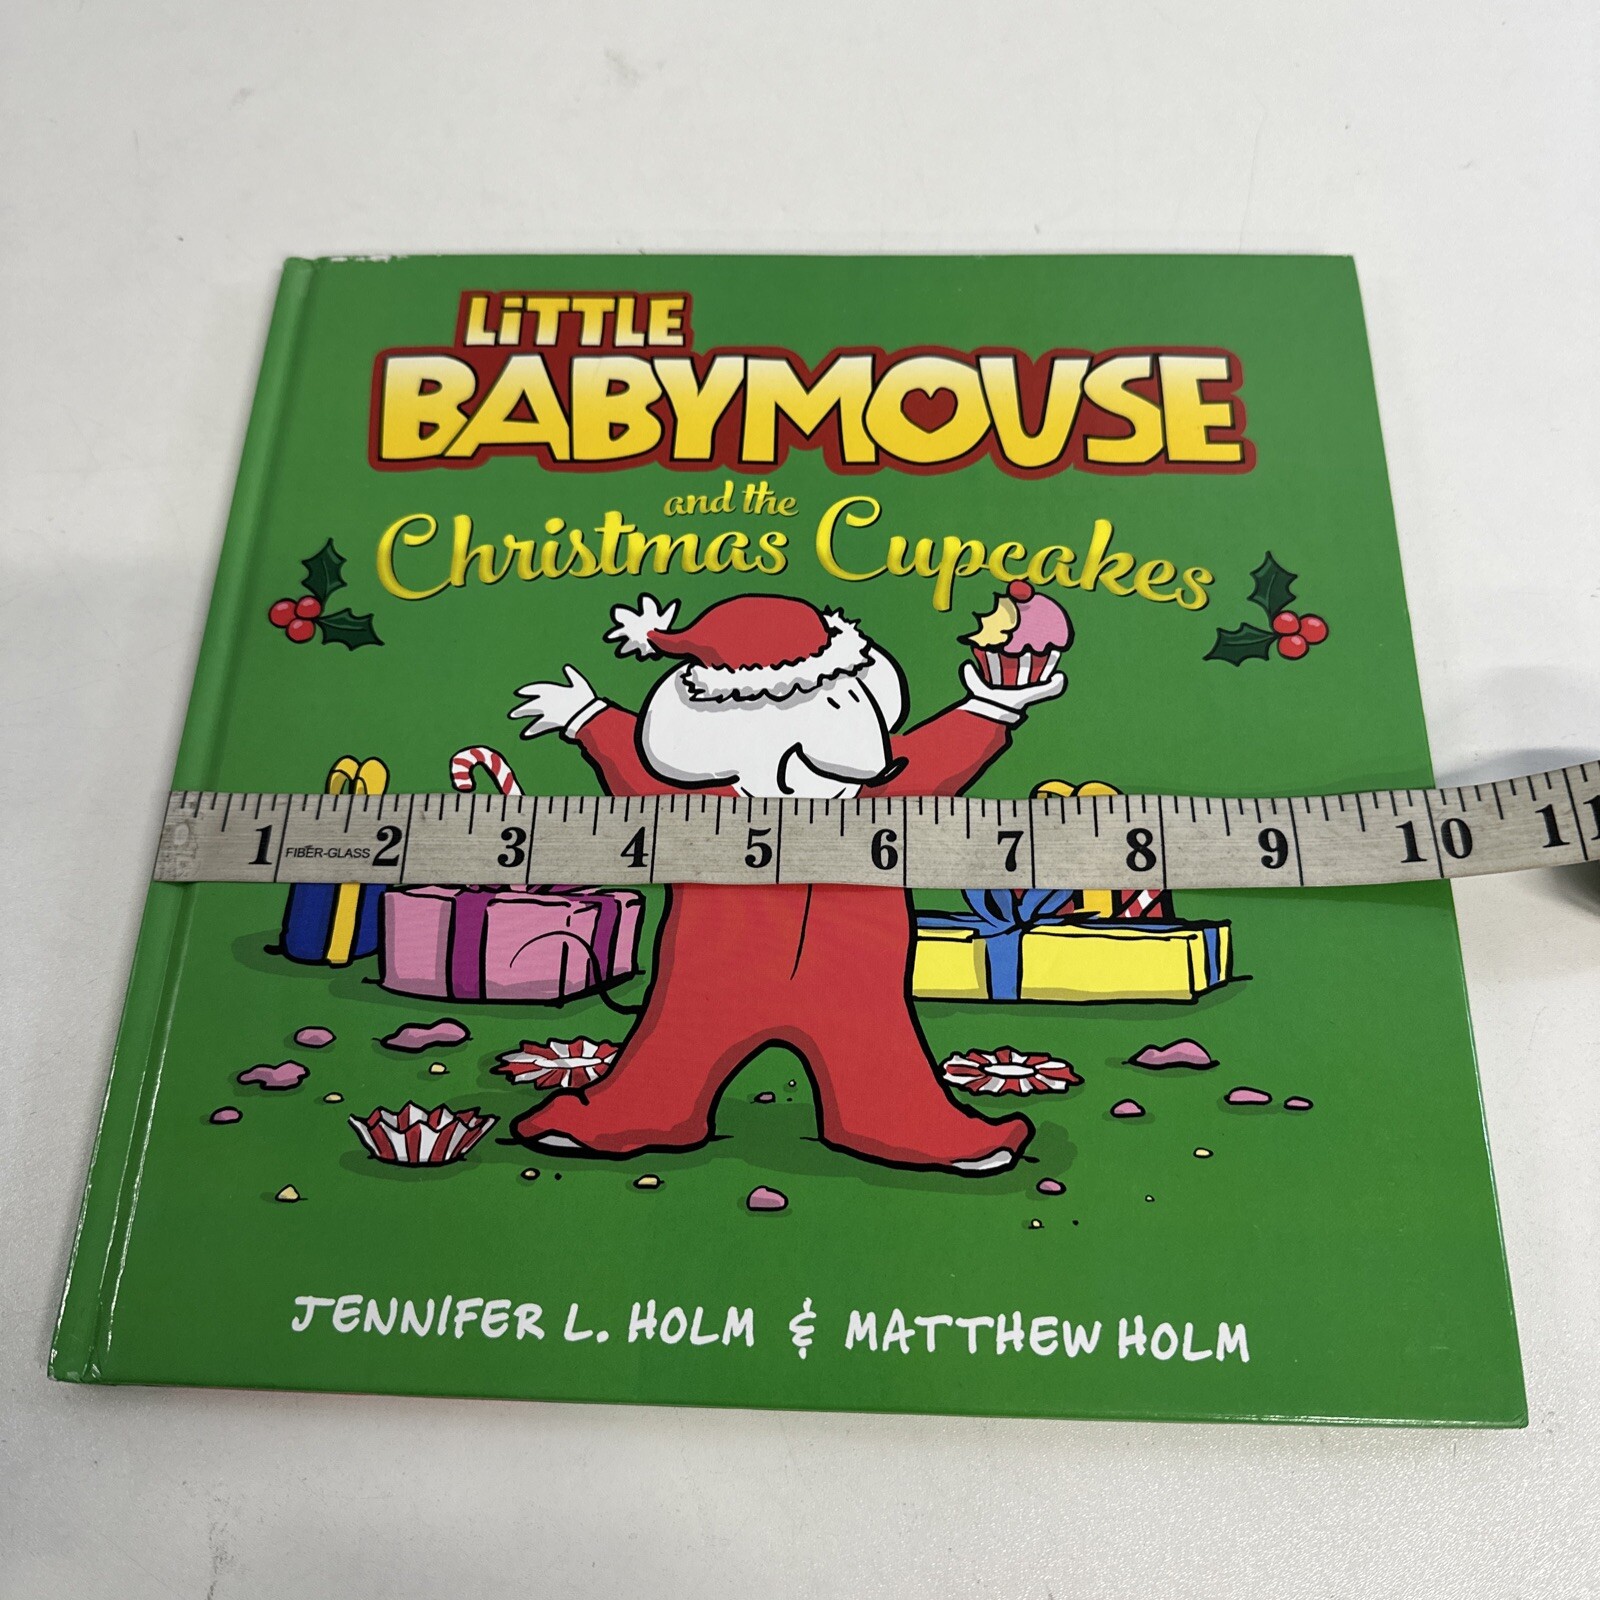 LiTTLE
BABYMOUSE
and the
Christmas Cupcakes
1 FIBER-GLASS 2 3 4 5 6 7 8 9 10 11
JENNIFER L. HOLM & MATTHEW HOLM